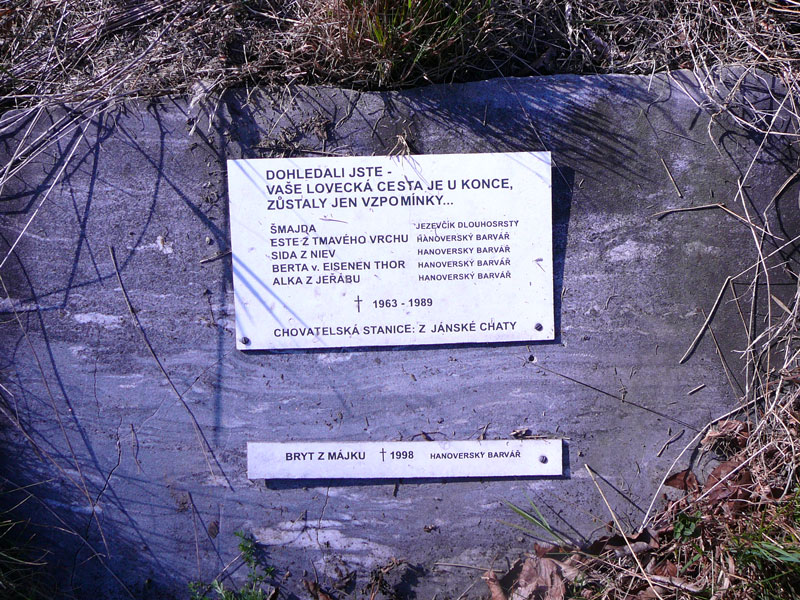 DOHLEDALI JSTE -
VAŠE LOVECKÁ CESTA JE U KONCE,
ZŮSTALY JEN VZPOMÍNKY...
ŠMAJDA JEZEVČÍK DLOUHOSRSTY
ESTE Z TMAVÉHO VRCHU HANOVERSKÝ BARVÁŘ
SIDA Z NIEV HANOVERSKÝ BARVÁŘ
BERTA v. EISENEN THOR HANOVERSKÝ BARVÁŘ
ALKA Z JEŘÁBU HANOVERSKÝ BARVÁŘ
† 1963 - 1989
CHOVATELSKÁ STANICE: Z JÁNSKÉ CHATY
BRYT Z MÁJKU † 1998 HANOVERSKÝ BARVÁŘ